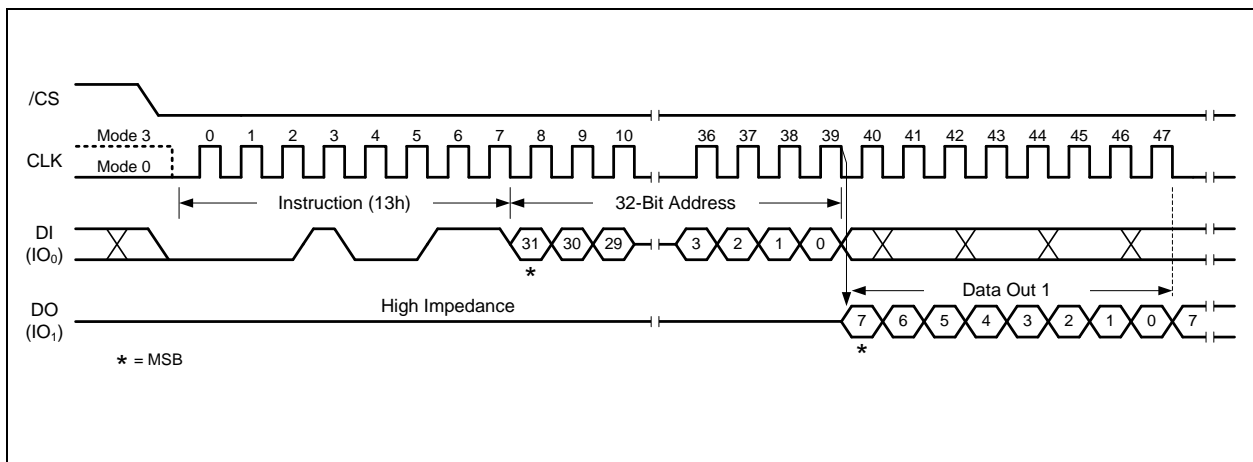 /CS
Mode 3 0 1 2 3 4 5 6 7 8 9 10 36 37 38 39 40 41 42 43 44 45 46 47
CLK Mode 0
Instruction (13h) 32-Bit Address
DI
(IO₀) 31 30 29 3 2 1 0
*
High Impedance Data Out 1
DO
(IO₁) 7 6 5 4 3 2 1 0 7
*
* = MSB